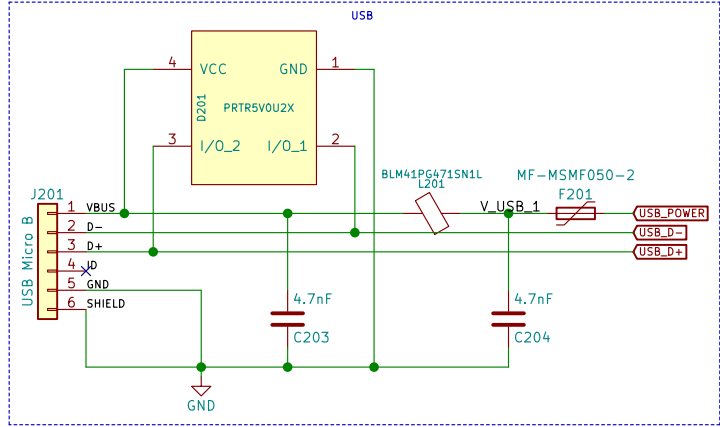 USB
4 VCC GND 1
D201
PRTR5V0U2X
3 I/O_2 I/O_1 2
BLM41PG471SN1L
L201
MF-MSMF050-2
F201
J201
USB Micro B
1 VBUS
V_USB_1
USB_POWER
2 D-
USB_D-
3 D+
USB_D+
4 ID
5 GND
6 SHIELD
4.7nF
C203
4.7nF
C204
GND